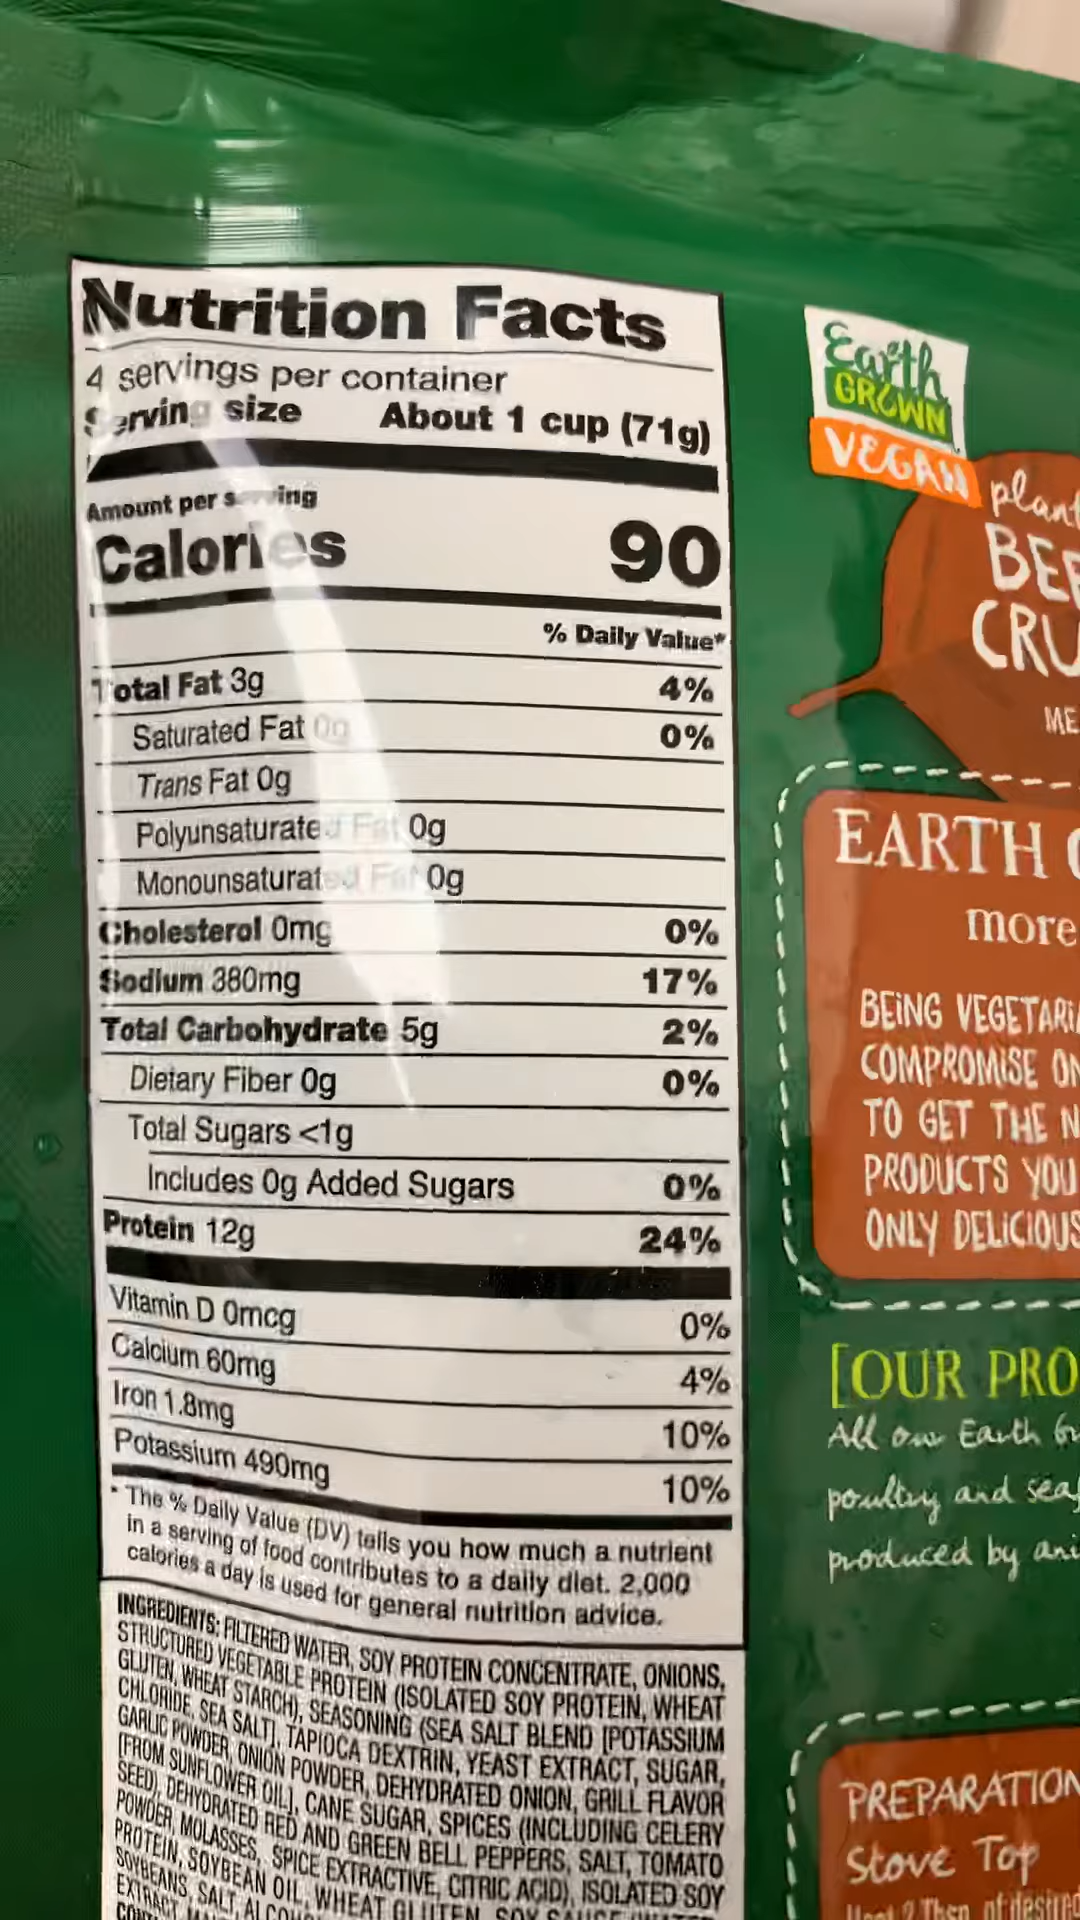 Nutrition Facts
4 servings per container
Serving size About 1 cup (71g)
Amount per serving
Calories 90
% Daily Value*
Total Fat 3g 4%
Saturated Fat 0g 0%
Trans Fat 0g
Polyunsaturated Fat 0g
Monounsaturated Fat 0g
Cholesterol 0mg 0%
Sodium 380mg 17%
Total Carbohydrate 5g 2%
Dietary Fiber 0g 0%
Total Sugars <1g
Includes 0g Added Sugars 0%
Protein 12g 24%
Vitamin D 0mcg 0%
Calcium 60mg 4%
Iron 1.8mg 10%
Potassium 490mg 10%
* The % Daily Value (DV) tells you how much a nutrient
in a serving of food contributes to a daily diet. 2,000
calories a day is used for general nutrition advice.
INGREDIENTS: FILTERED WATER, SOY PROTEIN CONCENTRATE, ONIONS,
STRUCTURED VEGETABLE PROTEIN (ISOLATED SOY PROTEIN, WHEAT
GLUTEN, WHEAT STARCH), SEASONING (SEA SALT BLEND [POTASSIUM
CHLORIDE, SEA SALT], TAPIOCA DEXTRIN, YEAST EXTRACT, SUGAR,
GARLIC POWDER, ONION POWDER, DEHYDRATED ONION, GRILL FLAVOR
[FROM SUNFLOWER OIL], CANE SUGAR, SPICES (INCLUDING CELERY
SEED), DEHYDRATED RED AND GREEN BELL PEPPERS, SALT, TOMATO
POWDER, MOLASSES, SPICE EXTRACTIVE, CITRIC ACID), ISOLATED SOY
PROTEIN, SOYBEAN OIL, WHEAT GLUTEN, SOY SAUCE
SOYBEANS, SALT,
EXTRACT
Earth
GROWN
VEGAN
plant
BEE
CRU
ME
EARTH
more
BEING VEGETARI
COMPROMISE ON
TO GET THE N
PRODUCTS YOU
ONLY DELICIOUS
[OUR PRO
All our Earth Gr
poultry and sea
produced by ani
PREPARATION
Stove Top